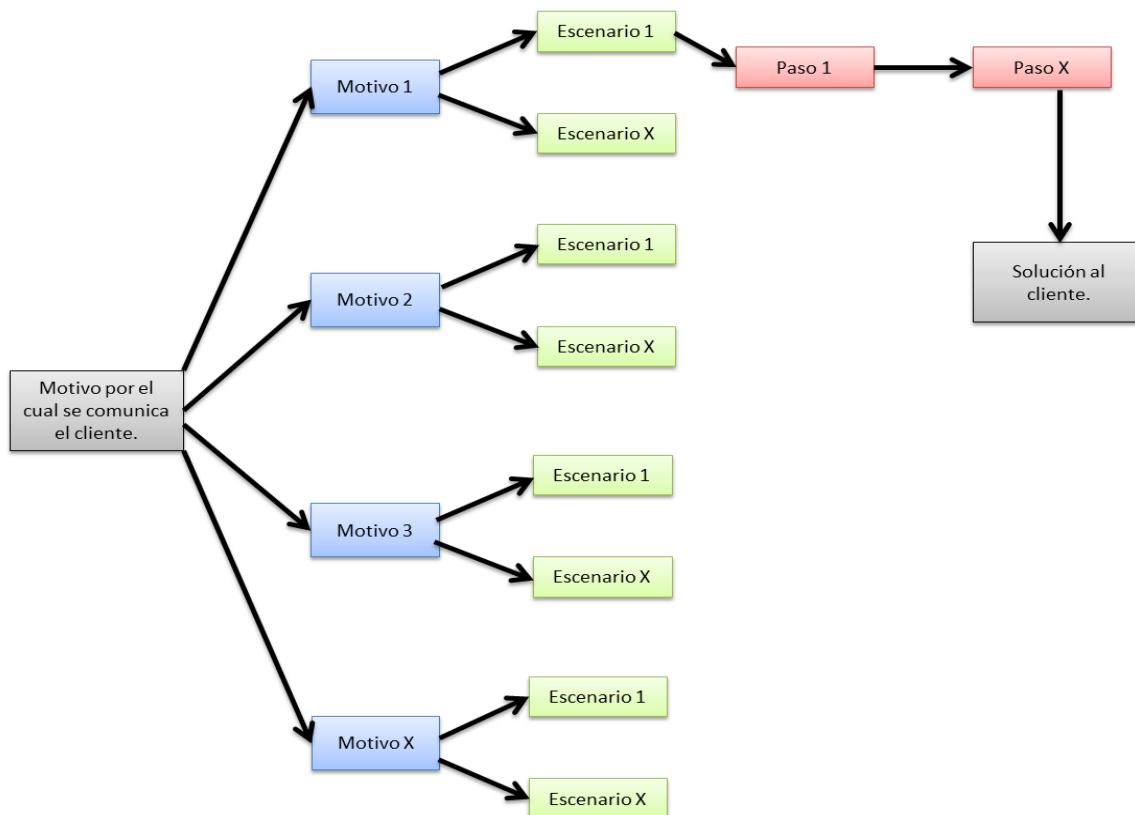 Motivo por el
cual se comunica
el cliente.
Motivo 1
Escenario 1
Paso 1
Paso X
Solución al
cliente.
Escenario X
Motivo 2
Escenario 1
Escenario X
Motivo 3
Escenario 1
Escenario X
Motivo X
Escenario 1
Escenario X